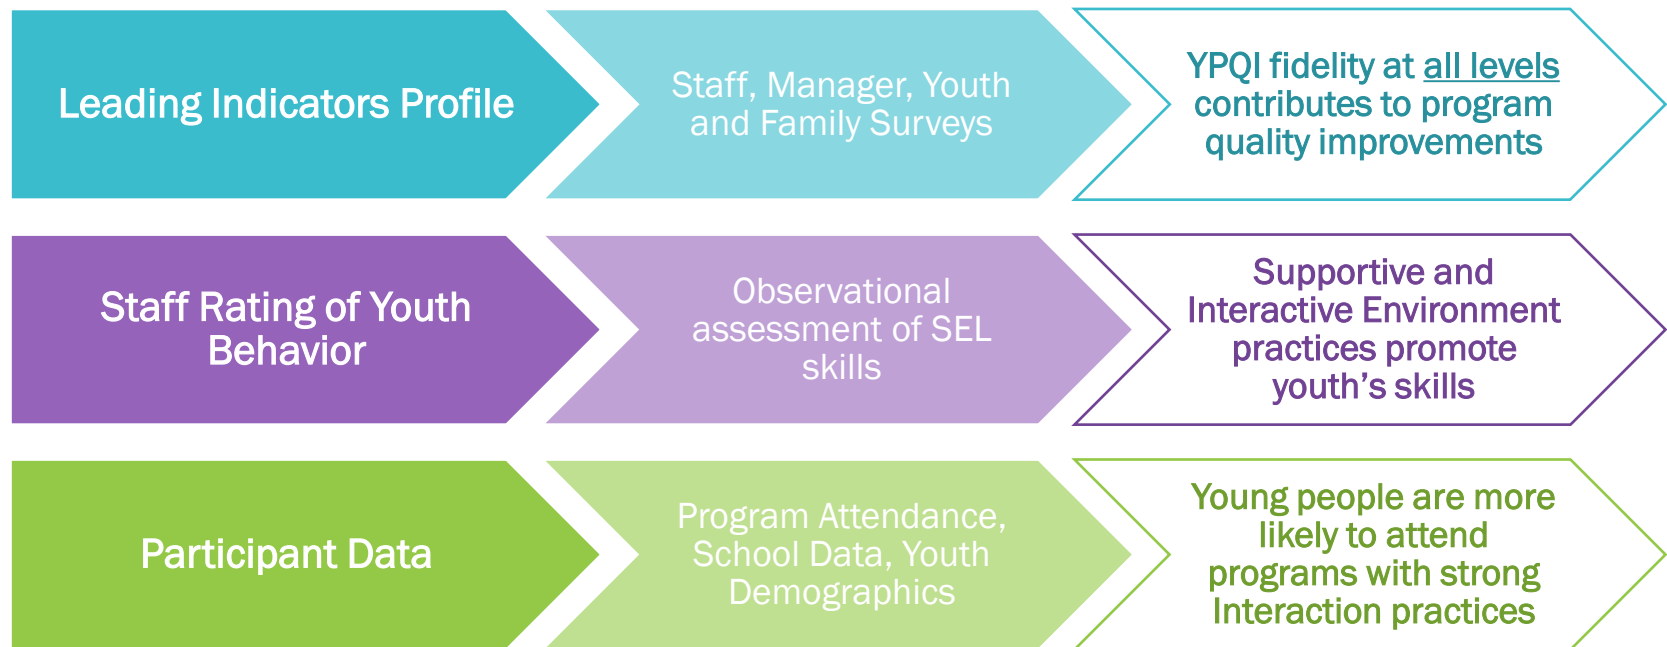 Leading Indicators Profile
Staff, Manager, Youth
and Family Surveys
YPQI fidelity at all levels
contributes to program
quality improvements
Staff Rating of Youth
Behavior
Observational
assessment of SEL
skills
Supportive and
Interactive Environment
practices promote
youth’s skills
Participant Data
Program Attendance,
School Data, Youth
Demographics
Young people are more
likely to attend
programs with strong
Interaction practices